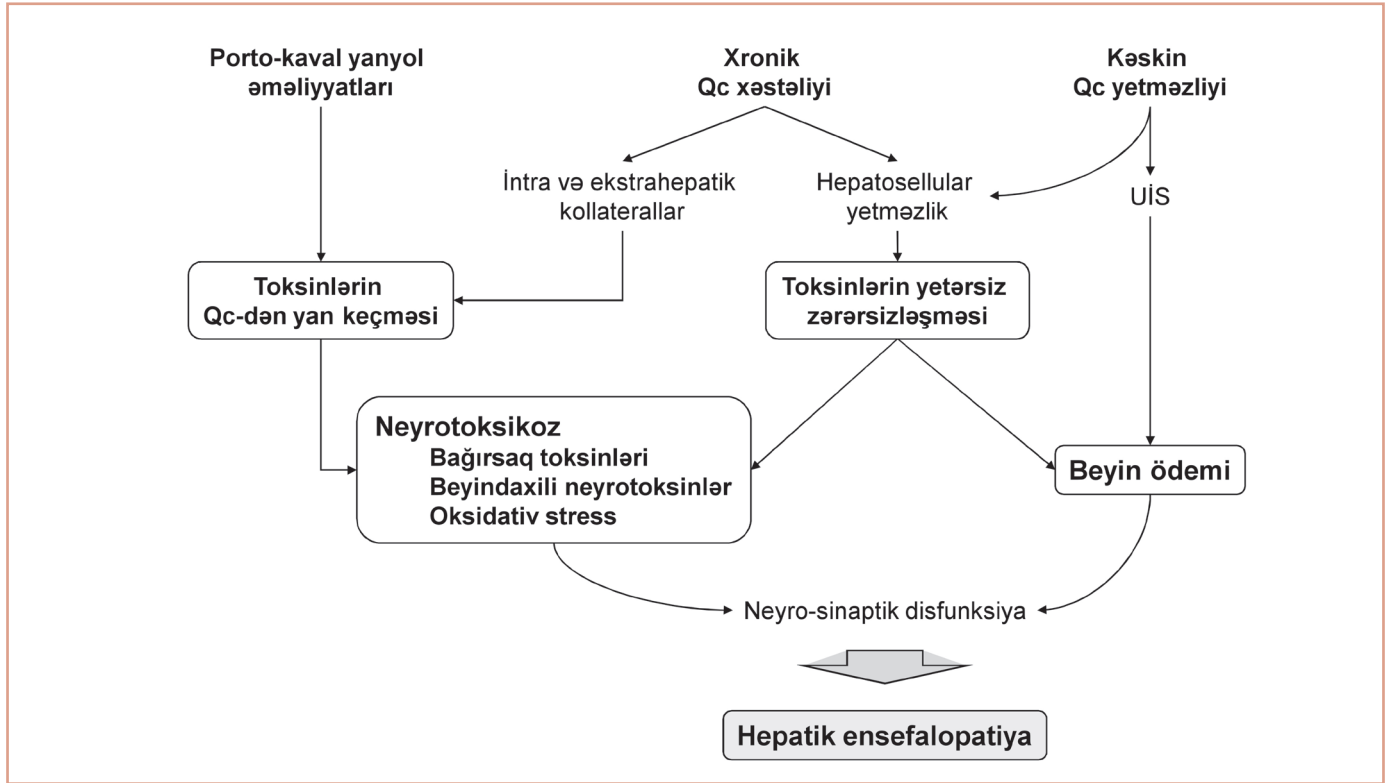 Porto-kaval yanyol
əməliyyatları
Xronik
Qc xəstəliyi
Kəskin
Qc yetməzliyi
İntra və ekstrahepatik
kollaterallar
Hepatosellular
yetməzlik
UİS
Toksinlərin
Qc-dən yan keçməsi
Toksinlərin yetərsiz
zərərsizləşməsi
Neyrotoksikoz
Bağırsaq toksinləri
Beyindaxili neyrotoksinlər
Oksidativ stress
Beyin ödemi
Neyro-sinaptik disfunksiya
Hepatik ensefalopatiya